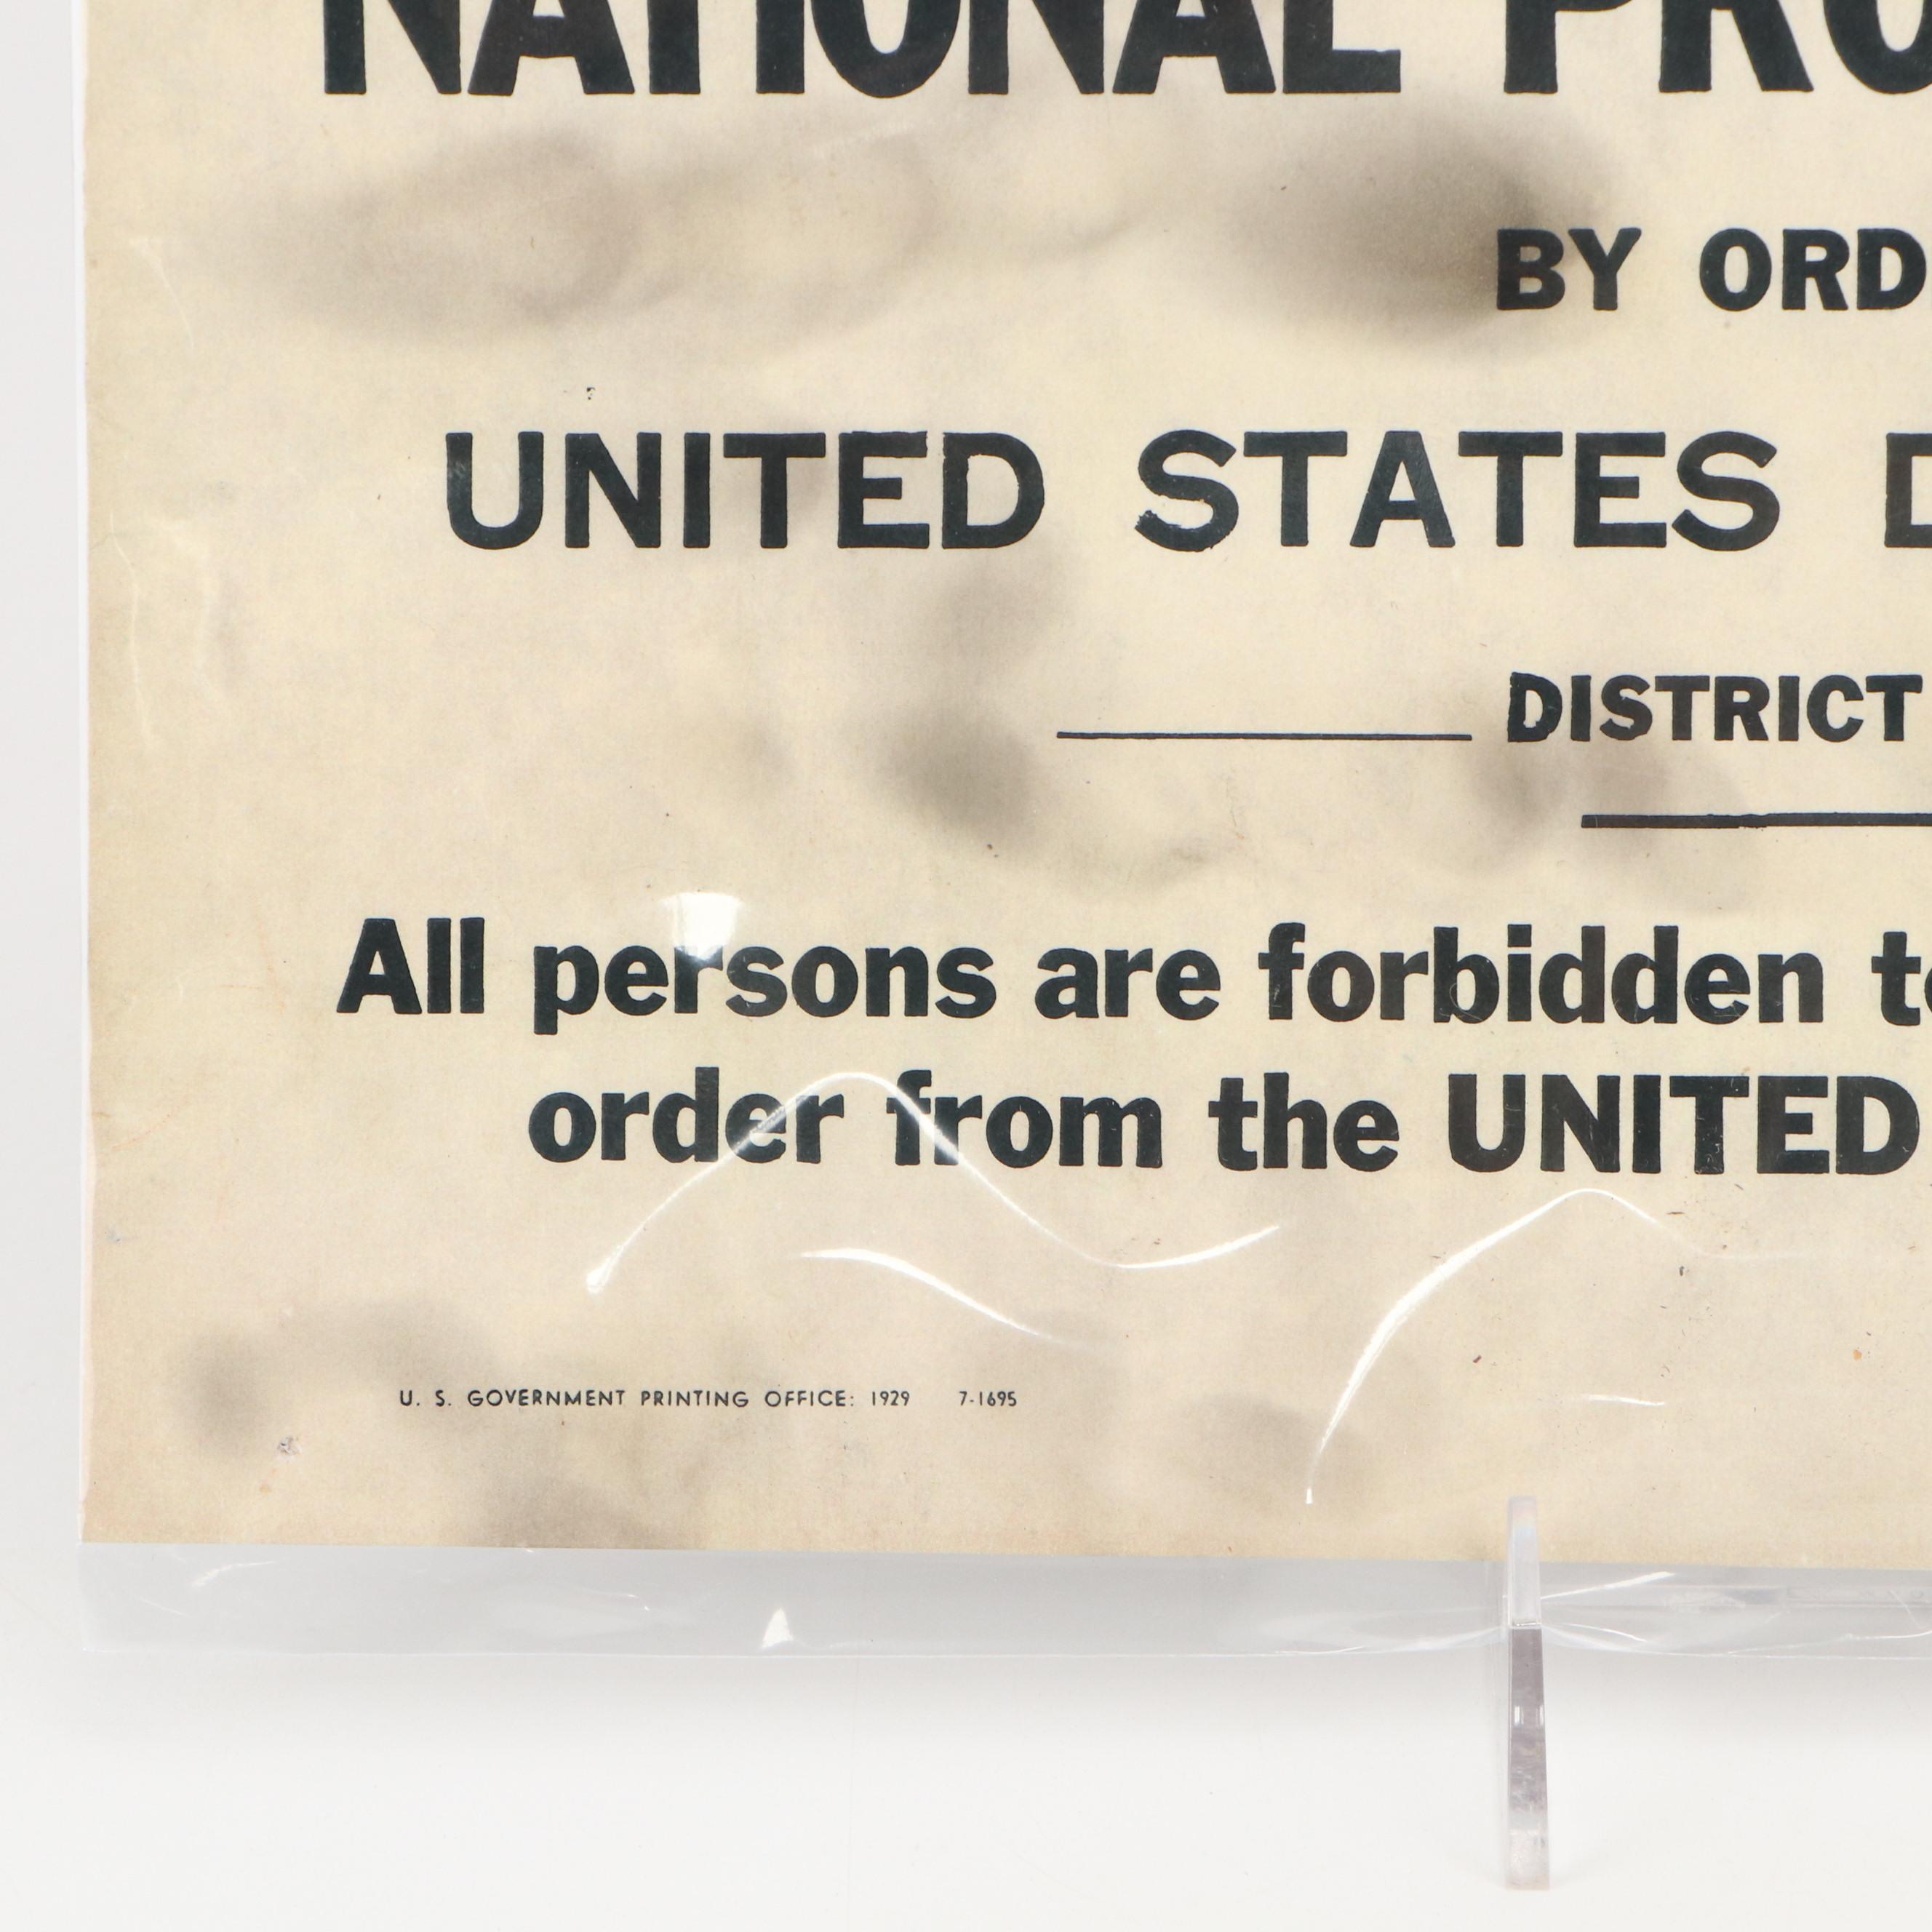 NATIONAL PRO
BY ORD
UNITED STATES D
DISTRICT
All persons are forbidden to
order from the UNITED
U. S. GOVERNMENT PRINTING OFFICE: 1929 7-1695